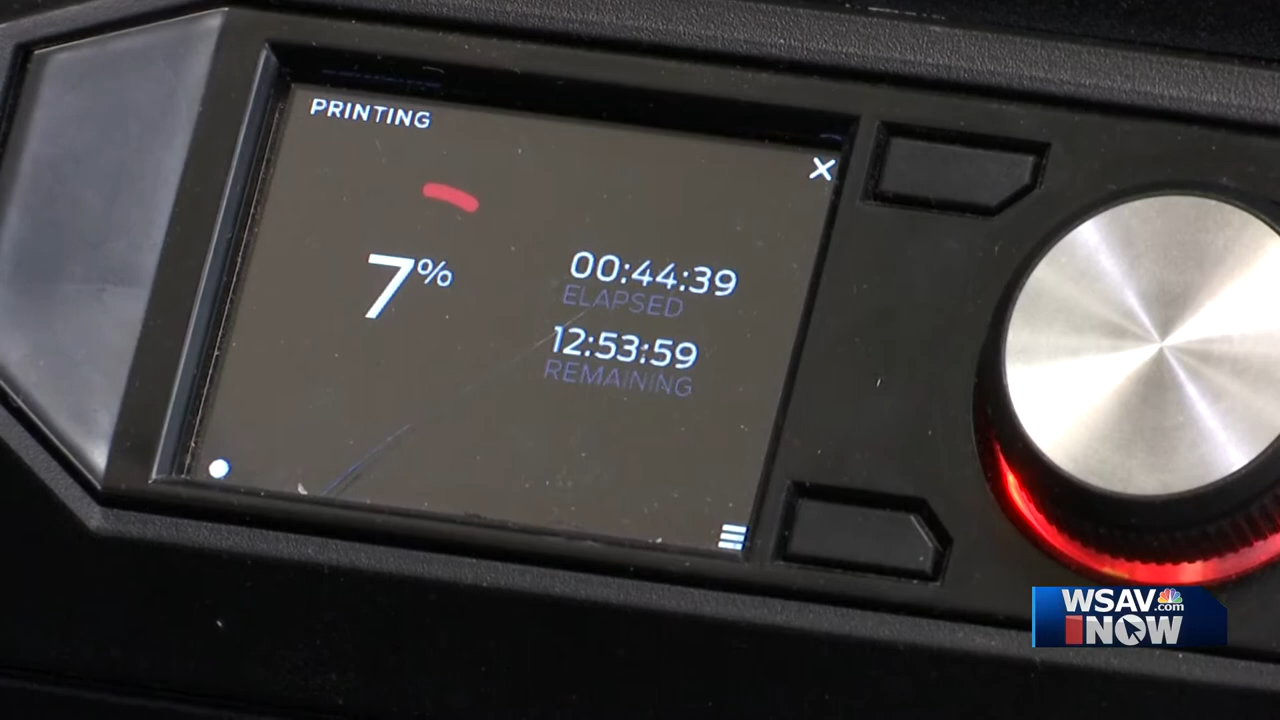 PRINTING
7%
00:44:39
ELAPSED
12:53:59
REMAINING
WSAV.com
NOW